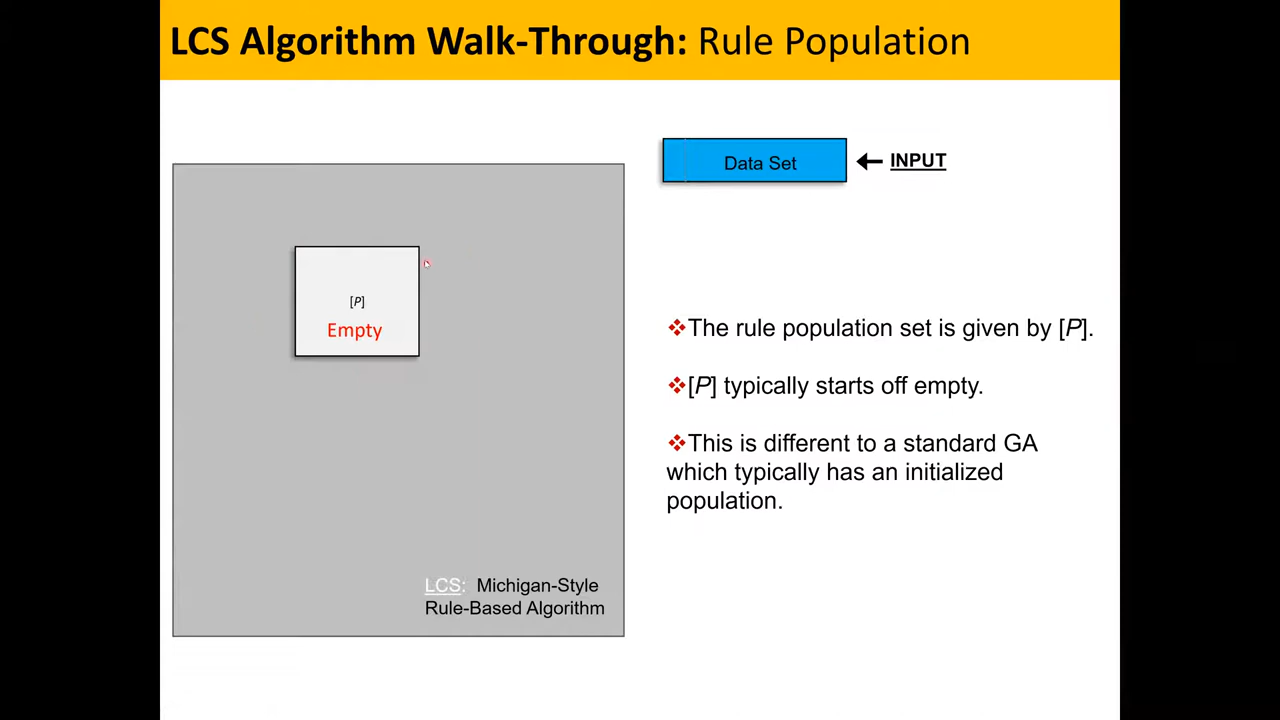 LCS Algorithm Walk-Through: Rule Population
Data Set
INPUT
[P]
Empty
❖The rule population set is given by [P].
❖[P] typically starts off empty.
❖This is different to a standard GA
which typically has an initialized
population.
LCS: Michigan-Style
Rule-Based Algorithm